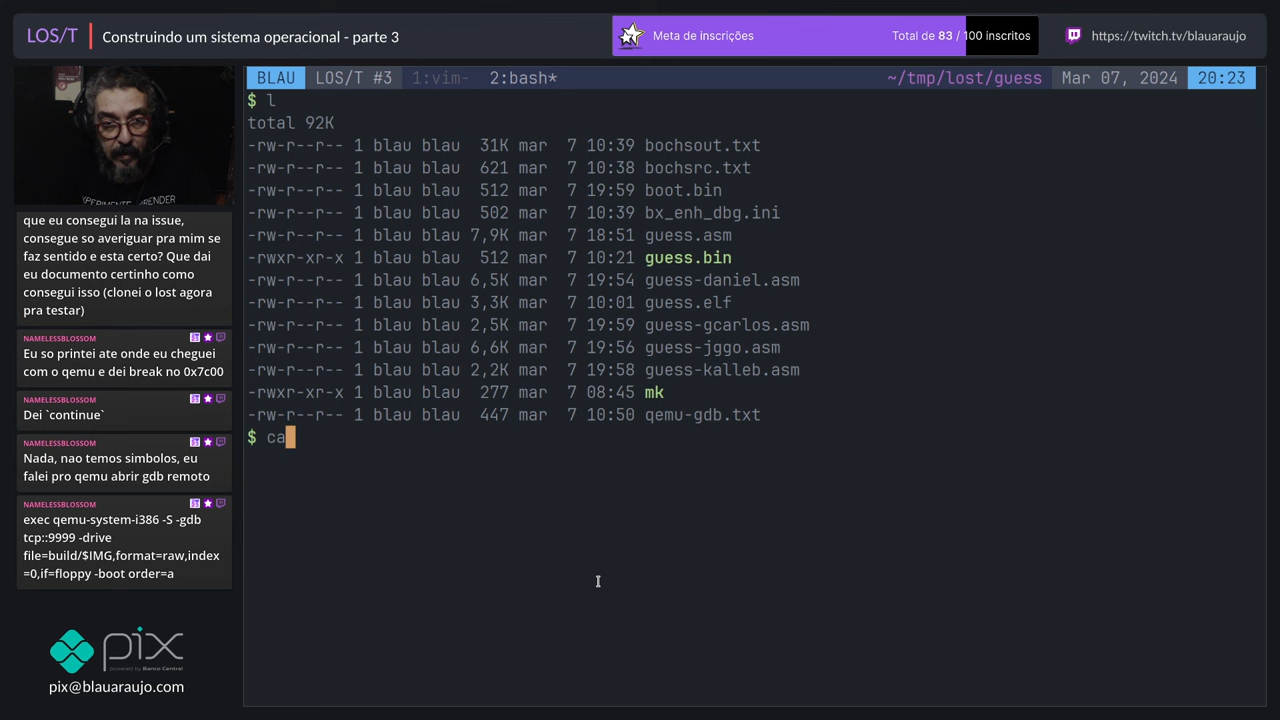 LOS/T
Construindo um sistema operacional - parte 3
Meta de inscrições
Total de 83 / 100 inscritos
https://twitch.tv/blauaraujo
BLAU LOS/T #3 1:vim- 2:bash* ~/tmp/lost/guess Mar 07, 2024 20:23
$ l
total 92K
-rw-r--r-- 1 blau blau 31K mar 7 10:39 bochsout.txt
-rw-r--r-- 1 blau blau 621 mar 7 10:38 bochsrc.txt
-rw-r--r-- 1 blau blau 512 mar 7 19:59 boot.bin
-rw-r--r-- 1 blau blau 502 mar 7 10:39 bx_enh_dbg.ini
-rw-r--r-- 1 blau blau 7,9K mar 7 18:51 guess.asm
-rwxr-xr-x 1 blau blau 512 mar 7 10:21 guess.bin
-rw-r--r-- 1 blau blau 6,5K mar 7 19:54 guess-daniel.asm
-rw-r--r-- 1 blau blau 3,3K mar 7 10:01 guess.elf
-rw-r--r-- 1 blau blau 2,5K mar 7 19:59 guess-gcarlos.asm
-rw-r--r-- 1 blau blau 6,6K mar 7 19:56 guess-jggo.asm
-rw-r--r-- 1 blau blau 2,2K mar 7 19:58 guess-kalleb.asm
-rwxr-xr-x 1 blau blau 277 mar 7 08:45 mk
-rw-r--r-- 1 blau blau 447 mar 7 10:50 qemu-gdb.txt
$ ca
que eu consegui la na issue,
consegue so averiguar pra mim se
faz sentido e esta certo? Que dai
eu documento certinho como
consegui isso (clonei o lost agora
pra testar)
NAMELESSBLOSSOM
Eu so printei ate onde eu cheguei
com o qemu e dei break no 0x7c00
NAMELESSBLOSSOM
Dei `continue`
NAMELESSBLOSSOM
Nada, nao temos simbolos, eu
falei pro qemu abrir gdb remoto
NAMELESSBLOSSOM
exec qemu-system-i386 -S -gdb
tcp::9999 -drive
file=build/$IMG,format=raw,index
=0,if=floppy -boot order=a
pix
powered by Banco Central
pix@blauaraujo.com